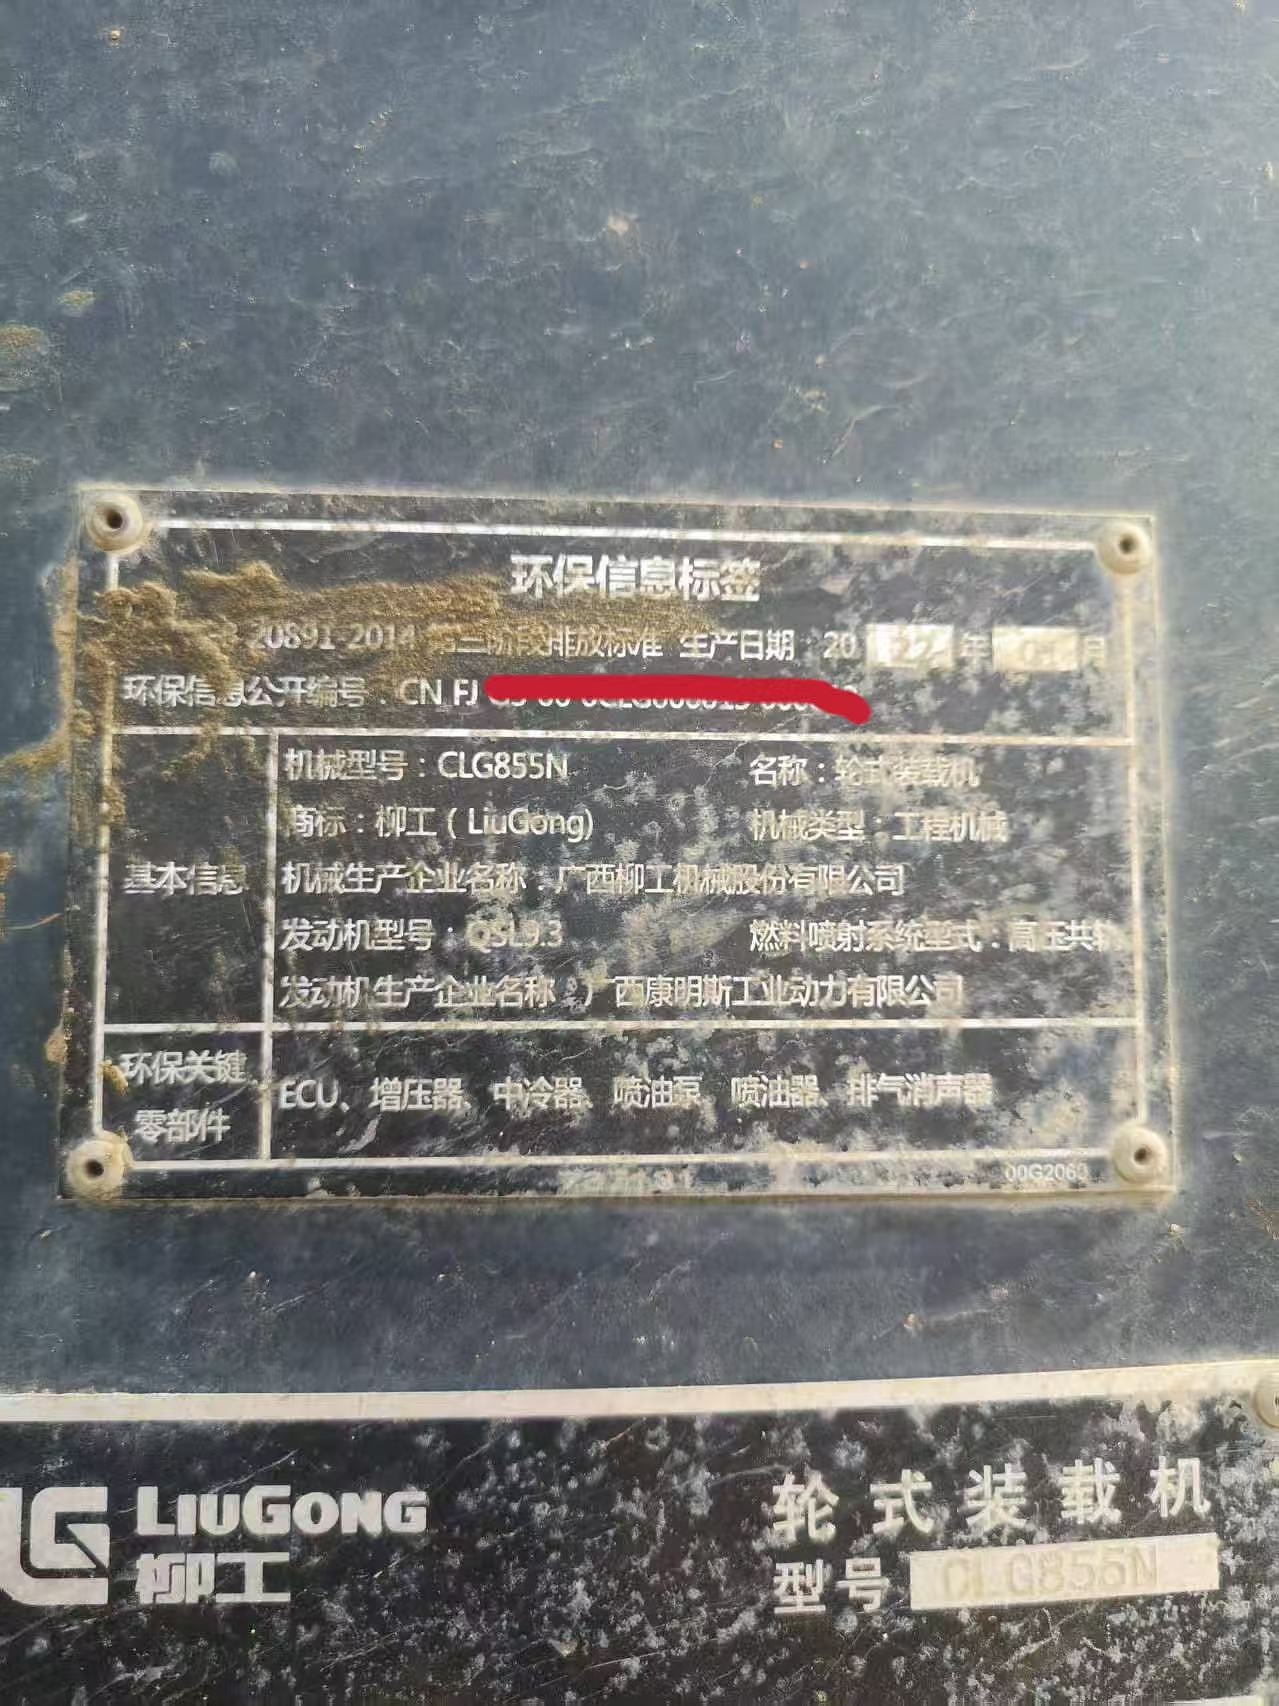 环保信息标签
20891-2014 第三阶段排放标准 生产日期：20 年 月
环保信息公开编号：CN FJ
机械型号：CLG855N 名称：轮式装载机
商标：柳工（LiuGong) 机械类型：工程机械
基本信息 机械生产企业名称：广西柳工机械股份有限公司
发动机型号：QSL9.3 燃料喷射系统型式：高压共轨
发动机生产企业名称：广西康明斯工业动力有限公司
环保关键
零部件
ECU、增压器、中冷器、喷油泵、喷油器、排气消声器
LIUGONG
柳工
轮式装载机
型号 CLG855N